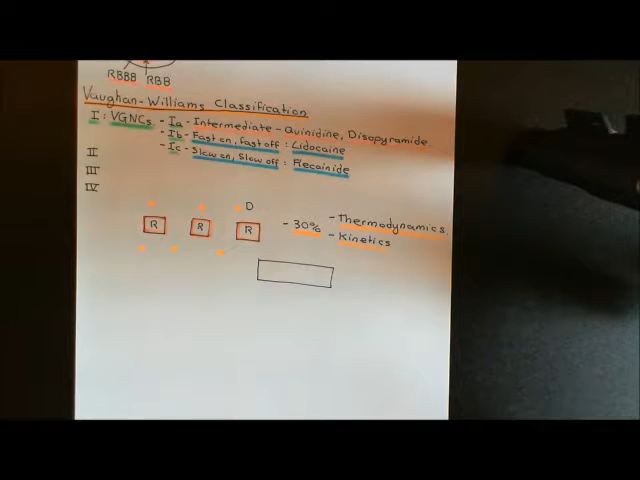 RBBB RBB
Vaughan-Williams Classification
I: VGNCs - Ia - Intermediate - Quinidine, Disopyramide
- Ib - Fast on, fast off : Lidocaine
- Ic - Slow on, Slow off : Flecainide
II
III
IV
D
R R R - 30% - Thermodynamics
- Kinetics